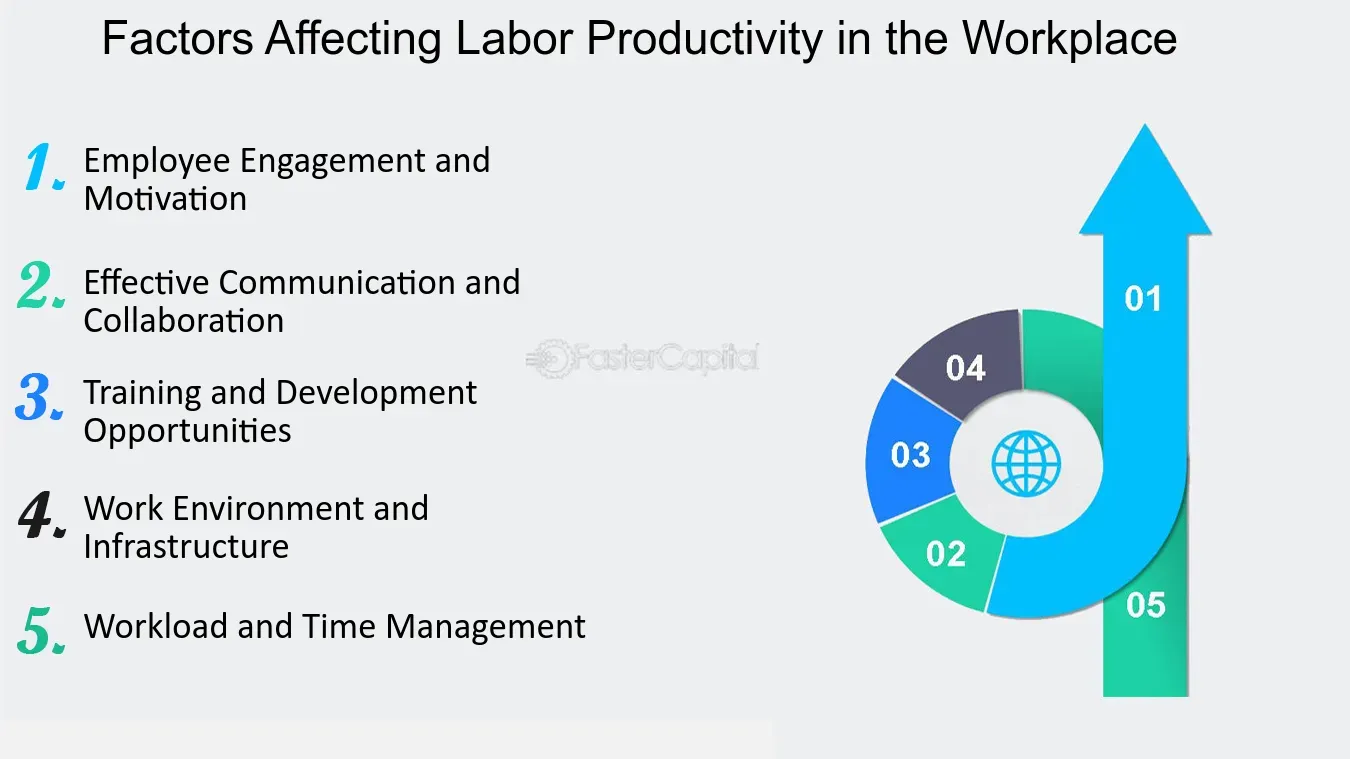 Factors Affecting Labor Productivity in the Workplace
1. Employee Engagement and
Motivation
2. Effective Communication and
Collaboration
3. Training and Development
Opportunities
4. Work Environment and
Infrastructure
5. Workload and Time Management
FasterCapital
01
04
03
02
05